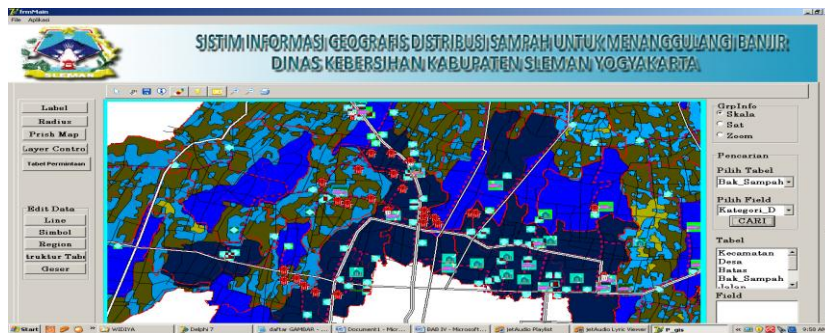 frmMain
File Aplikasi
SISTIM INFORMASI GEOGRAFIS DISTRIBUSI SAMPAH UNTUK MENANGGULANGI BANJIR
DINAS KEBERSIHAN KABUPATEN SLEMAN YOGYAKARTA
SLEMAN
Label
Radius
Prish Map
Layer Control
Tabel Permintaan
Edit Data
Line
Simbol
Region
truktur Tabe
Geser
GrpInfo
Skala
Sat
Zoom
Pencarian
Pilih Tabel
Bak_Sampah
Pilih Field
Kategori_D
CARI
Tabel
Kecamatan
Desa
Batas
Bak_Sampah
Jalan
Field
Start WIDIYA Delphi 7 daftar GAMBAR - ... Document1 - Micr... BAB IV - Microsoft... jetAudio Playlist jetAudio Lyric Viewer P_gis 9:58 AM